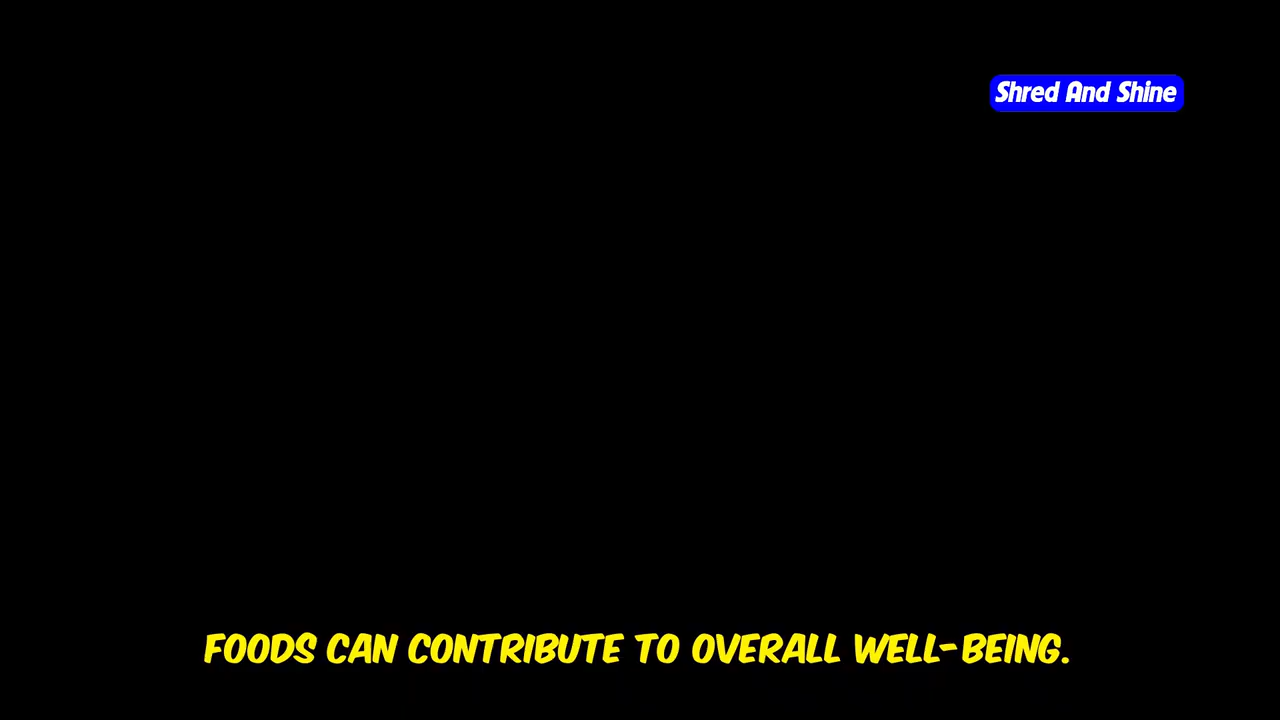 Shred And Shine
FOODS CAN CONTRIBUTE TO OVERALL WELL-BEING.